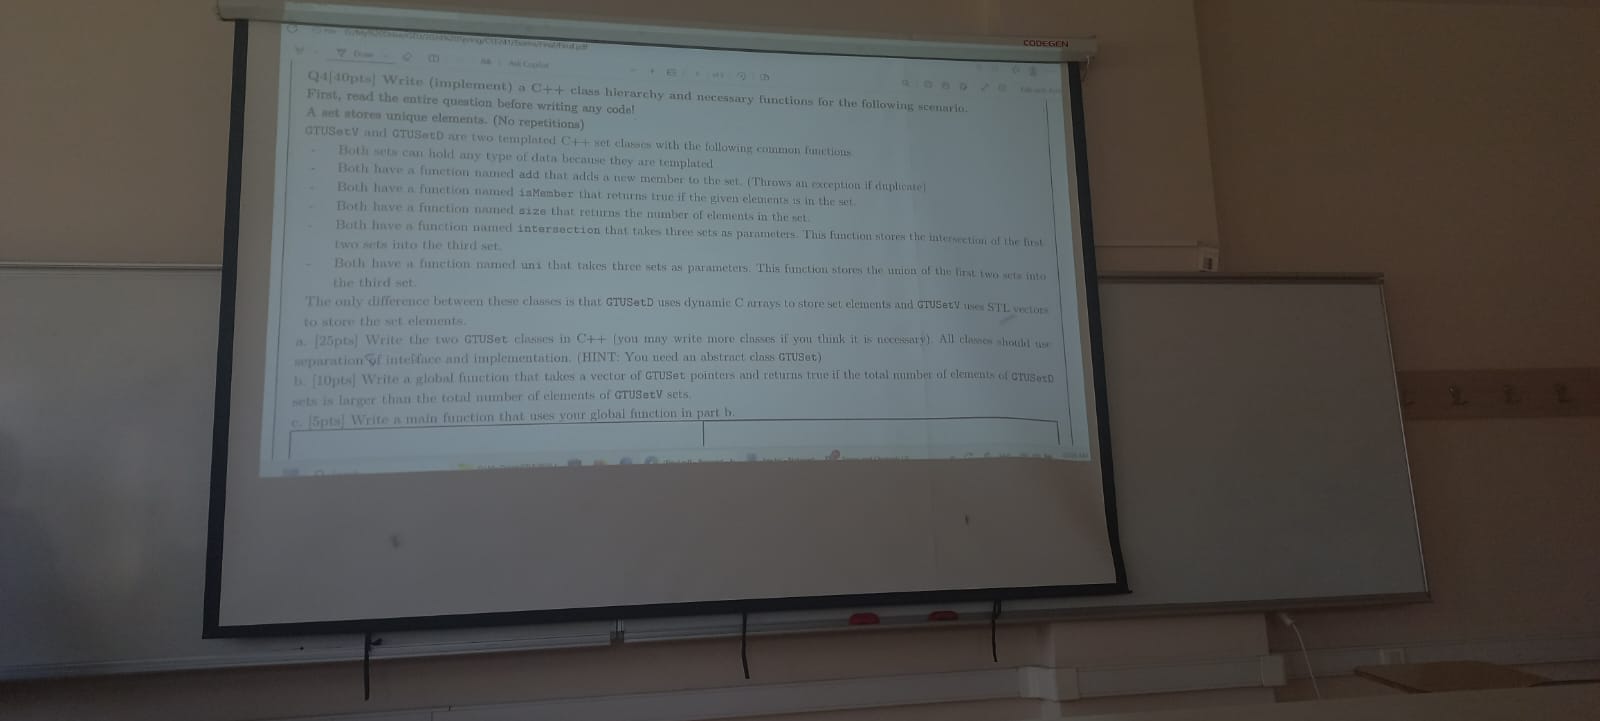 CODEGEN
Draw
Ask Copilot
Q4[40pts] Write (implement) a C++ class hierarchy and necessary functions for the following scenario.
First, read the entire question before writing any code!
A set stores unique elements. (No repetitions)
GTUSetV and GTUSetD are two templated C++ set classes with the following common functions
- Both sets can hold any type of data because they are templated
- Both have a function named add that adds a new member to the set. (Throws an exception if duplicate)
- Both have a function named isMember that returns true if the given elements is in the set.
- Both have a function named size that returns the number of elements in the set.
- Both have a function named intersection that takes three sets as parameters. This function stores the intersection of the first
two sets into the third set.
- Both have a function named uni that takes three sets as parameters. This function stores the union of the first two sets into
the third set.
The only difference between these classes is that GTUSetD uses dynamic C arrays to store set elements and GTUSetV uses STL vectors
to store the set elements.
a. [25pts] Write the two GTUSet classes in C++ (you may write more classes if you think it is necessary). All classes should use
separation of interface and implementation. (HINT: You need an abstract class GTUSet)
b. [10pts] Write a global function that takes a vector of GTUSet pointers and returns true if the total number of elements of GTUSetD
sets is larger than the total number of elements of GTUSetV sets.
c. [5pts] Write a main function that uses your global function in part b.